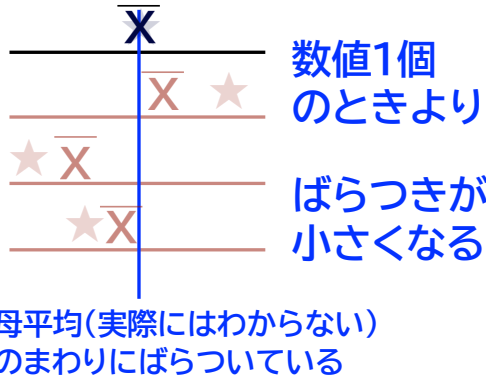 X̅
X̅
X̅
X̅
数値1個
のときより
ばらつきが
小さくなる
母平均(実際にはわからない)
のまわりにばらついている